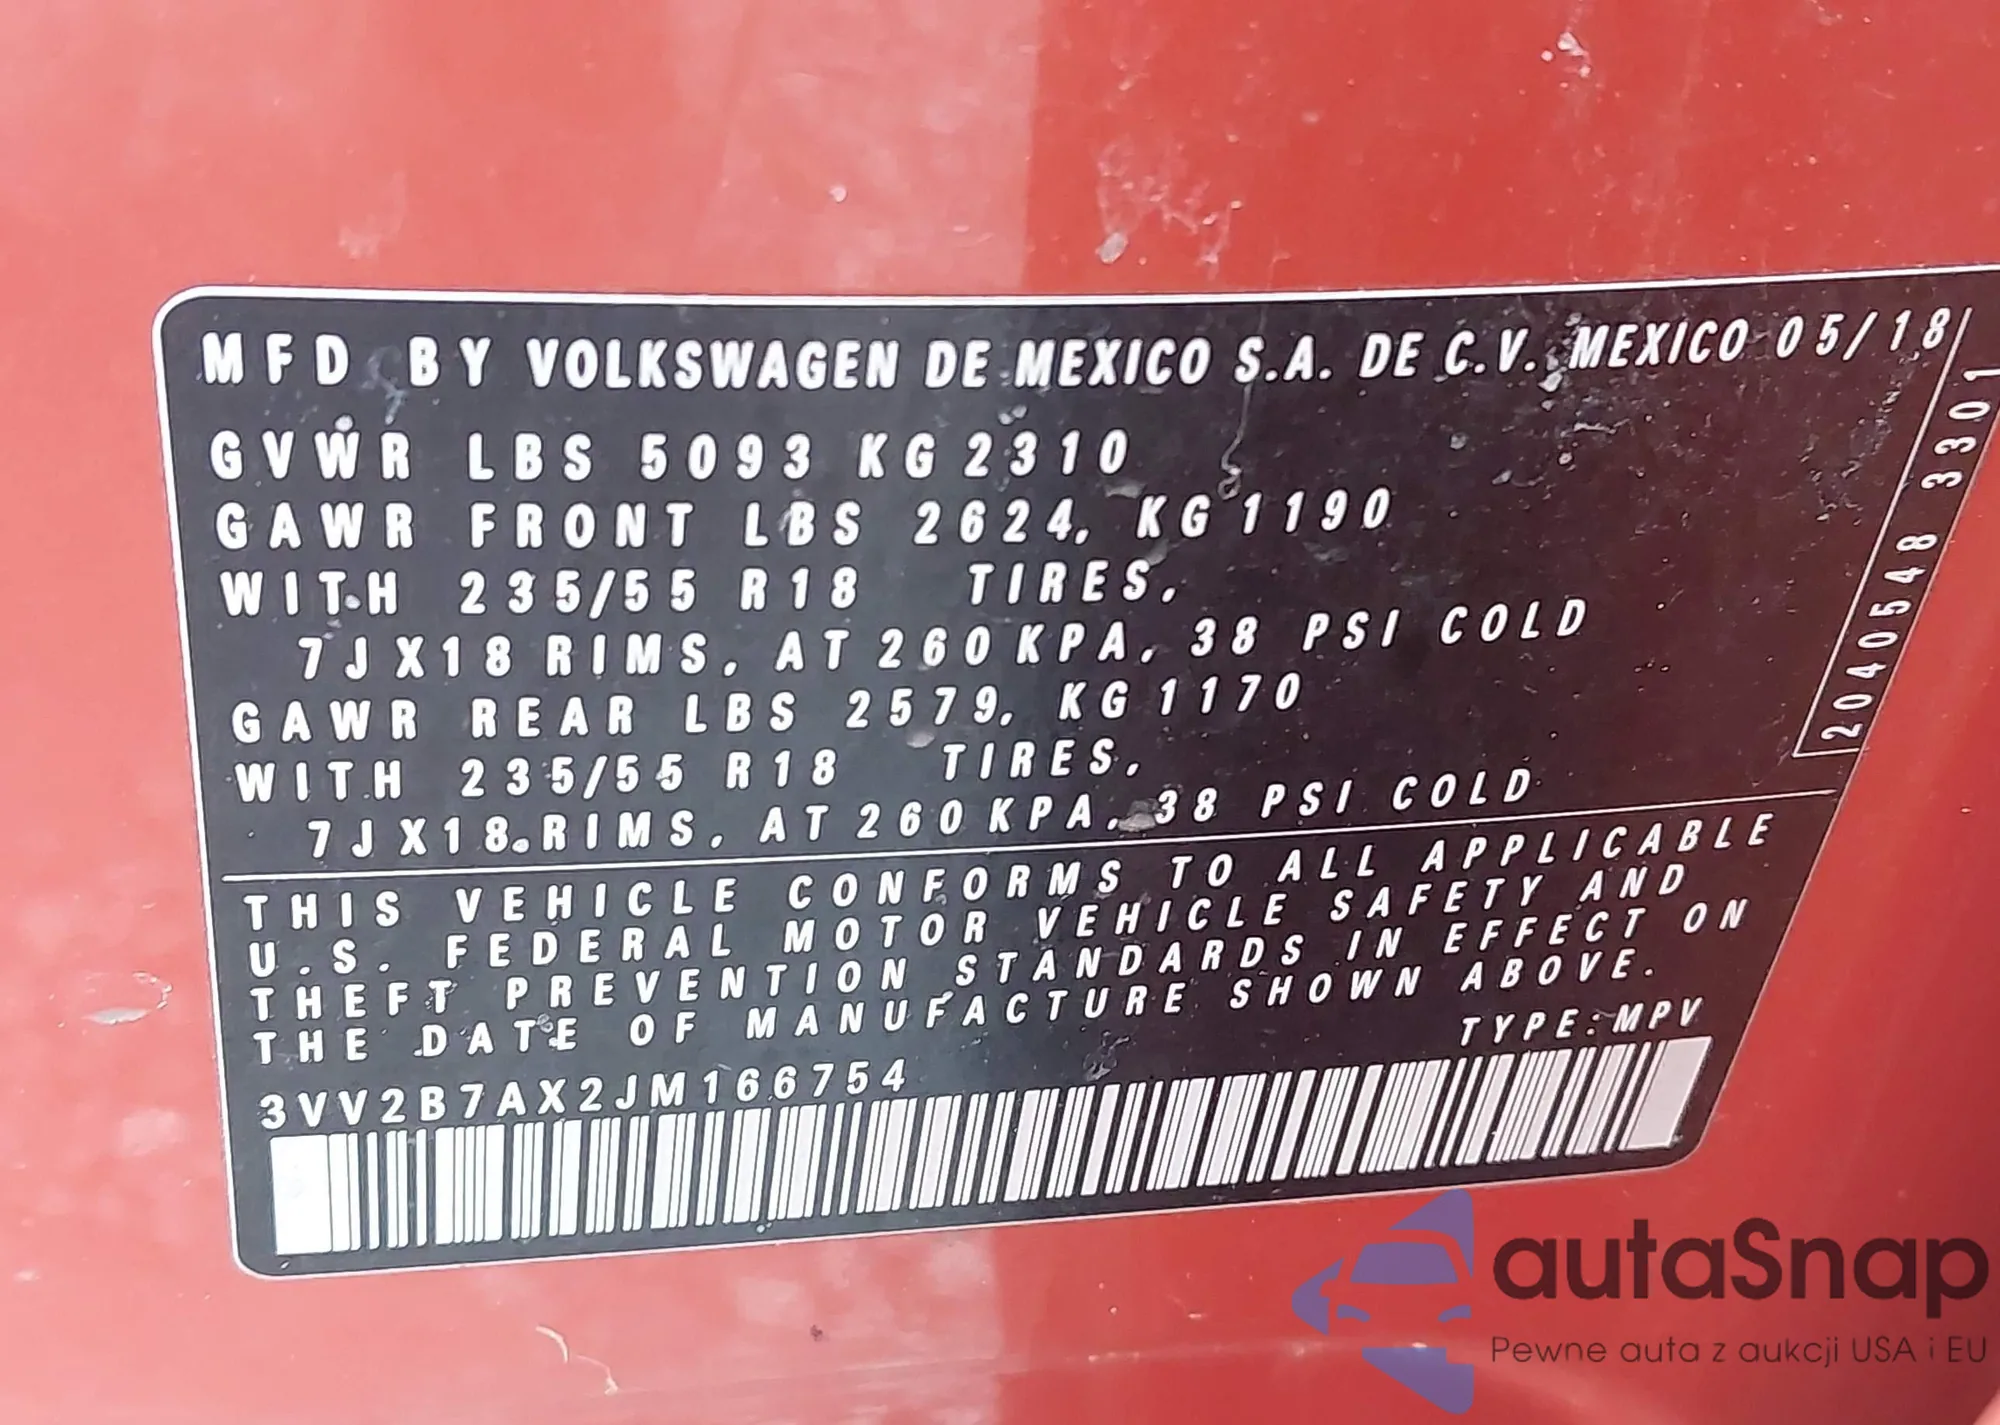 MFD BY VOLKSWAGEN DE MEXICO S.A. DE C.V. MEXICO 05/18
GVWR LBS 5093 KG 2310
GAWR FRONT LBS 2624, KG 1190
WITH 235/55 R18 TIRES,
7J X18 RIMS, AT 260 KPA, 38 PSI COLD
GAWR REAR LBS 2579, KG 1170
WITH 235/55 R18 TIRES,
7J X18 RIMS, AT 260 KPA, 38 PSI COLD
2040548 3301
THIS VEHICLE CONFORMS TO ALL APPLICABLE
U.S. FEDERAL MOTOR VEHICLE SAFETY AND
THEFT PREVENTION STANDARDS IN EFFECT ON
THE DATE OF MANUFACTURE SHOWN ABOVE.
TYPE: MPV
3VV2B7AX2JM166754
autaSnap
Pewne auta z aukcji USA i EU